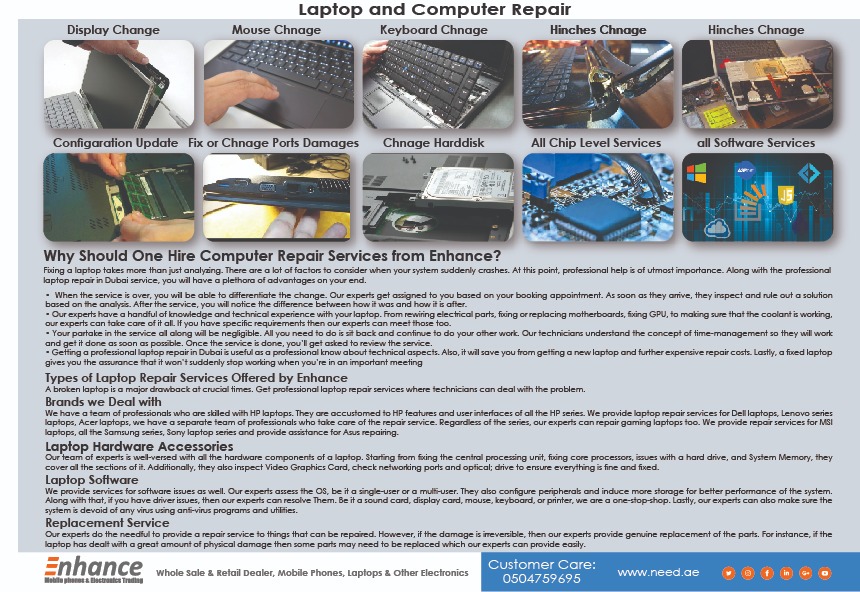 Laptop and Computer Repair
Display Change
Mouse Chnage
Keyboard Chnage
Hinches Chnage
Hinches Chnage
Configaration Update
Fix or Chnage Ports Damages
Chnage Harddisk
All Chip Level Services
all Software Services
JS
Why Should One Hire Computer Repair Services from Enhance?
Fixing a laptop takes more than just analyzing. There are a lot of factors to consider when your system suddenly crashes. At this point, professional help is of utmost importance. Along with the professional
laptop repair in Dubai service, you will have a plethora of advantages on your end.
• When the service is over, you will be able to differentiate the change. Our experts get assigned to you based on your booking appointment. As soon as they arrive, they inspect and rule out a solution
based on the analysis. After the service, you will notice the difference between how it was and how it is after.
• Our experts have a handful of knowledge and technical experience with your laptop. From rewiring electrical parts, fixing or replacing motherboards, fixing GPU, to making sure that the coolant is working,
our experts can take care of it all. If you have specific requirements then our experts can meet those too.
• Your partake in the service all along will be negligible. All you need to do is sit back and continue to do your other work. Our technicians understand the concept of time-management so they will work
and get it done as soon as possible. Once the service is done, you'll get asked to review the service.
• Getting a professional laptop repair in Dubai is useful as a professional know about technical aspects. Also, it will save you from getting a new laptop and further expensive repair costs. Lastly, a fixed laptop
gives you the assurance that it won't suddenly stop working when you're in an important meeting
Types of Laptop Repair Services Offered by Enhance
A broken laptop is a major drawback at crucial times. Get professional laptop repair services where technicians can deal with the problem.
Brands we Deal with
We have a team of professionals who are skilled with HP laptops. They are accustomed to HP features and user interfaces of all the HP series. We provide laptop repair services for Dell laptops, Lenovo series
laptops, Acer laptops, we have a separate team of professionals who take care of the repair service. Regardless of the series, our experts can repair gaming laptops too. We provide repair services for MSI
laptops, all the Samsung series, Sony laptop series and provide assistance for Asus repairing.
Laptop Hardware Accessories
Our team of experts is well-versed with all the hardware components of a laptop. Starting from fixing the central processing unit, fixing core processors, issues with a hard drive, and System Memory, they
cover all the sections of it. Additionally, they also inspect Video Graphics Card, check networking ports and optical; drive to ensure everything is fine and fixed.
Laptop Software
We provide services for software issues as well. Our experts assess the OS, be it a single-user or a multi-user. They also configure peripherals and induce more storage for better performance of the system.
Along with that, if you have driver issues, then our experts can resolve Them. Be it a sound card, display card, mouse, keyboard, or printer, we are a one-stop-shop. Lastly, our experts can also make sure the
system is devoid of any virus using anti-virus programs and utilities.
Replacement Service
Our experts do the needful to provide a repair service to things that can be repaired. However, if the damage is irreversible, then our experts provide genuine replacement of the parts. For instance, if the
laptop has dealt with a great amount of physical damage then some parts may need to be replaced which our experts can provide easily.
Enhance
Mobile phones & Electronics Trading
Whole Sale & Retail Dealer, Mobile Phones, Laptops & Other Electronics
Customer Care:
0504759695
www.need.ae